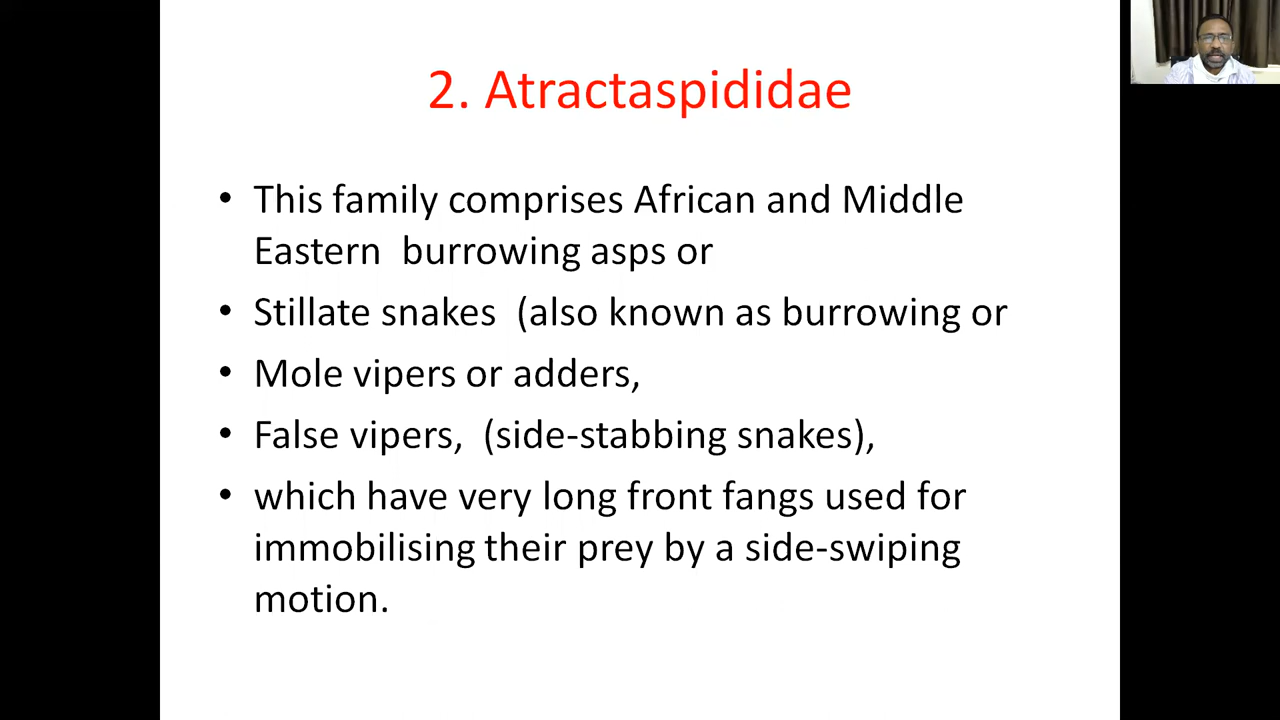 2. Atractaspididae
• This family comprises African and Middle
Eastern burrowing asps or
• Stillate snakes (also known as burrowing or
• Mole vipers or adders,
• False vipers, (side-stabbing snakes),
• which have very long front fangs used for
immobilising their prey by a side-swiping
motion.